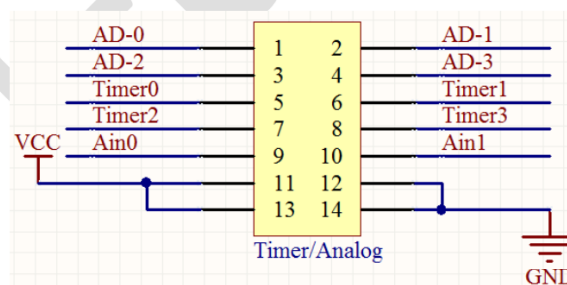 AD-0 1 2 AD-1
AD-2 3 4 AD-3
Timer0 5 6 Timer1
Timer2 7 8 Timer3
VCC Ain0 9 10 Ain1
11 12
13 14
Timer/Analog
GND